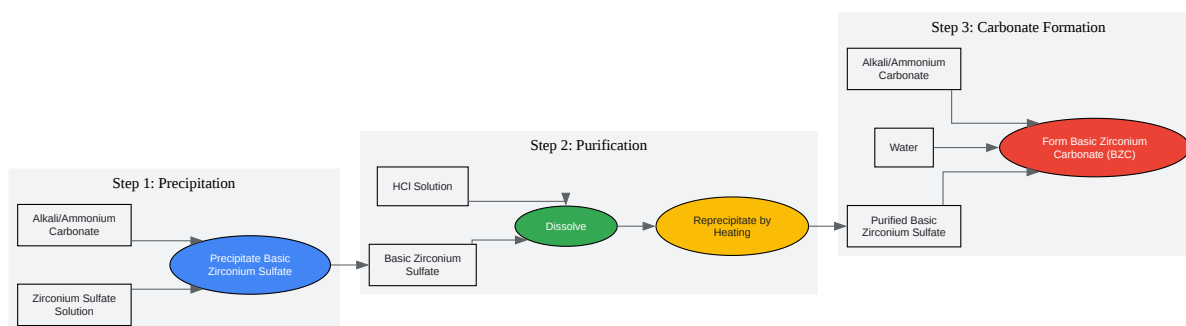 Step 1: Precipitation
Alkali/Ammonium
Carbonate
Zirconium Sulfate
Solution
Precipitate Basic
Zirconium Sulfate
Step 2: Purification
HCl Solution
Basic Zirconium
Sulfate
Dissolve
Reprecipitate by
Heating
Step 3: Carbonate Formation
Alkali/Ammonium
Carbonate
Water
Purified Basic
Zirconium Sulfate
Form Basic Zirconium
Carbonate (BZC)